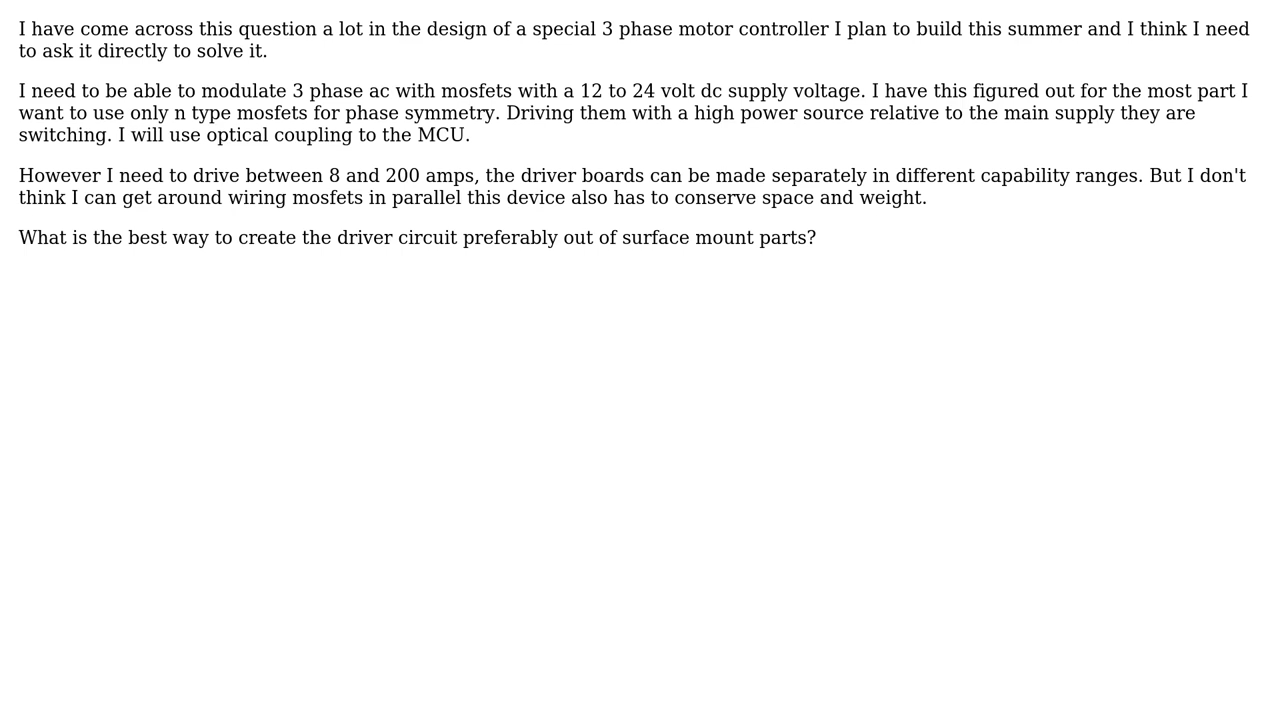 I have come across this question a lot in the design of a special 3 phase motor controller I plan to build this summer and I think I need
to ask it directly to solve it.
I need to be able to modulate 3 phase ac with mosfets with a 12 to 24 volt dc supply voltage. I have this figured out for the most part I
want to use only n type mosfets for phase symmetry. Driving them with a high power source relative to the main supply they are
switching. I will use optical coupling to the MCU.
However I need to drive between 8 and 200 amps, the driver boards can be made separately in different capability ranges. But I don't
think I can get around wiring mosfets in parallel this device also has to conserve space and weight.
What is the best way to create the driver circuit preferably out of surface mount parts?